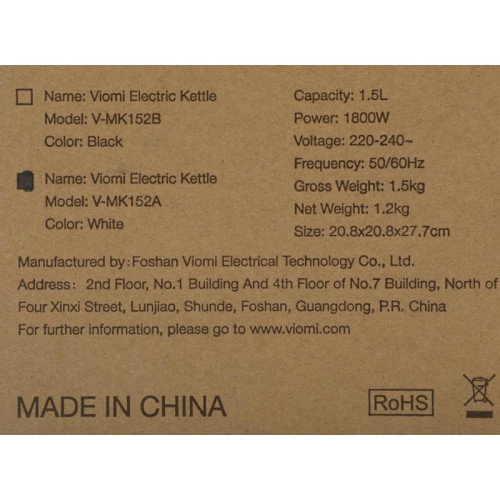 Name: Viomi Electric Kettle
Model: V-MK152B
Color: Black
Name: Viomi Electric Kettle
Model: V-MK152A
Color: White
Capacity: 1.5L
Power: 1800W
Voltage: 220-240~
Frequency: 50/60Hz
Gross Weight: 1.5kg
Net Weight: 1.2kg
Size: 20.8x20.8x27.7cm
Manufactured by: Foshan Viomi Electrical Technology Co., Ltd.
Address: 2nd Floor, No.1 Building And 4th Floor of No.7 Building, North of
Four Xinxi Street, Lunjiao, Shunde, Foshan, Guangdong, P.R. China
For further information, please go to www.viomi.com
MADE IN CHINA
RoHS